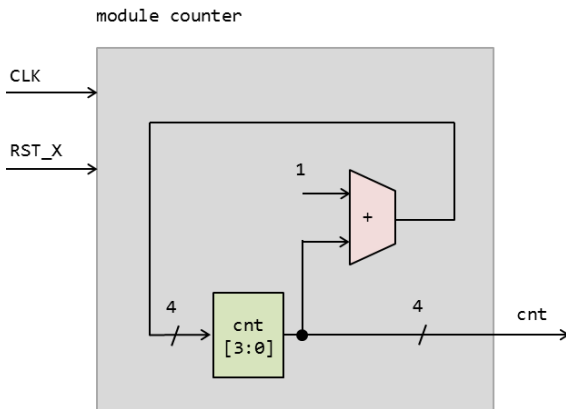 module counter
CLK
RST_X
1
+
4
cnt
[3:0]
4
cnt